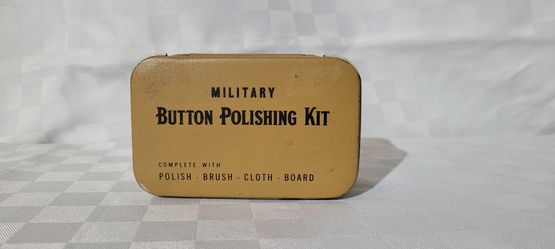 MILITARY
BUTTON POLISHING KIT
COMPLETE WITH
POLISH - BRUSH - CLOTH - BOARD